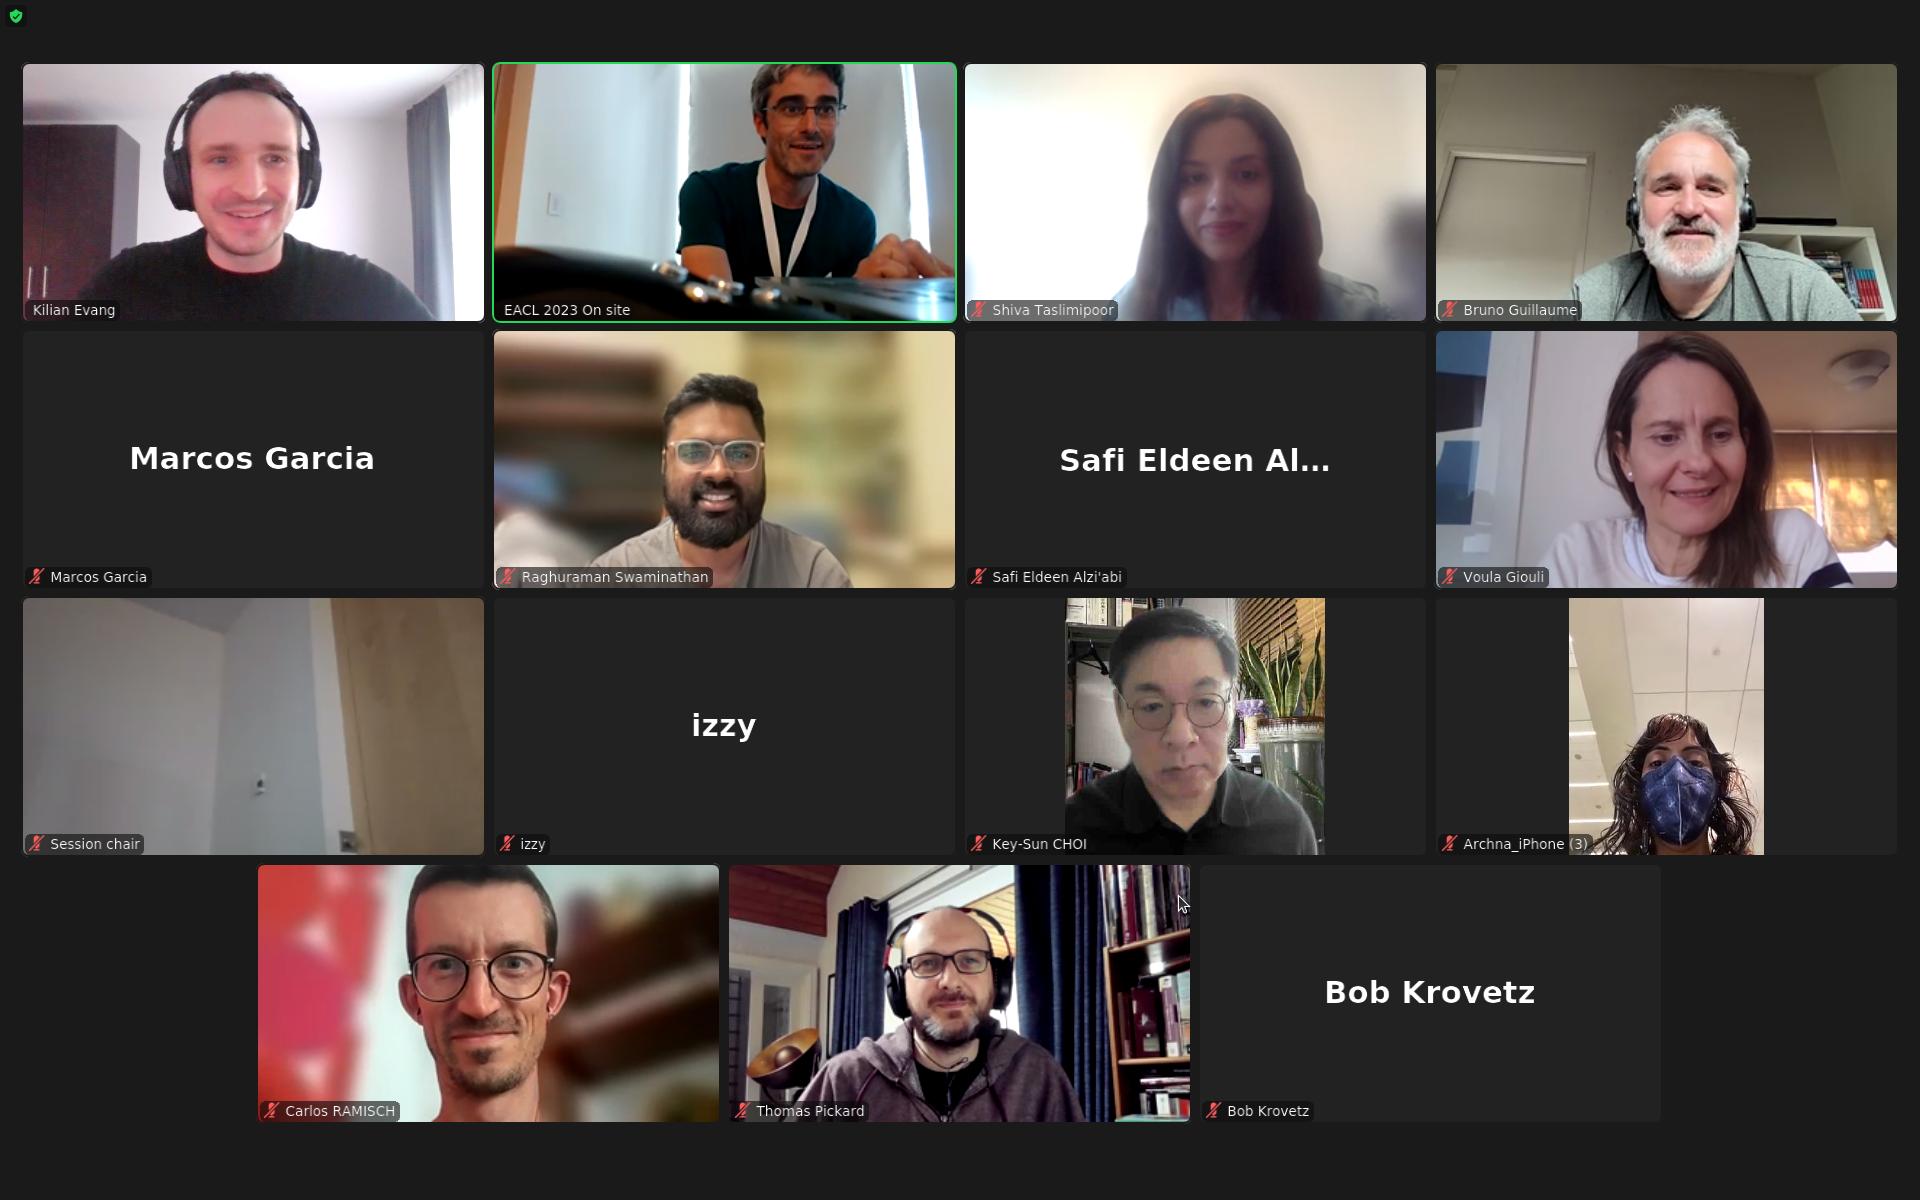 Kilian Evang
EACL 2023 On site
Shiva Taslimipoor
Bruno Guillaume
Marcos Garcia
Marcos Garcia
Raghuraman Swaminathan
Safi Eldeen Al...
Safi Eldeen Alzi'abi
Voula Giouli
Session chair
izzy
izzy
Key-Sun CHOI
Archna_iPhone (3)
Carlos RAMISCH
Thomas Pickard
Bob Krovetz
Bob Krovetz